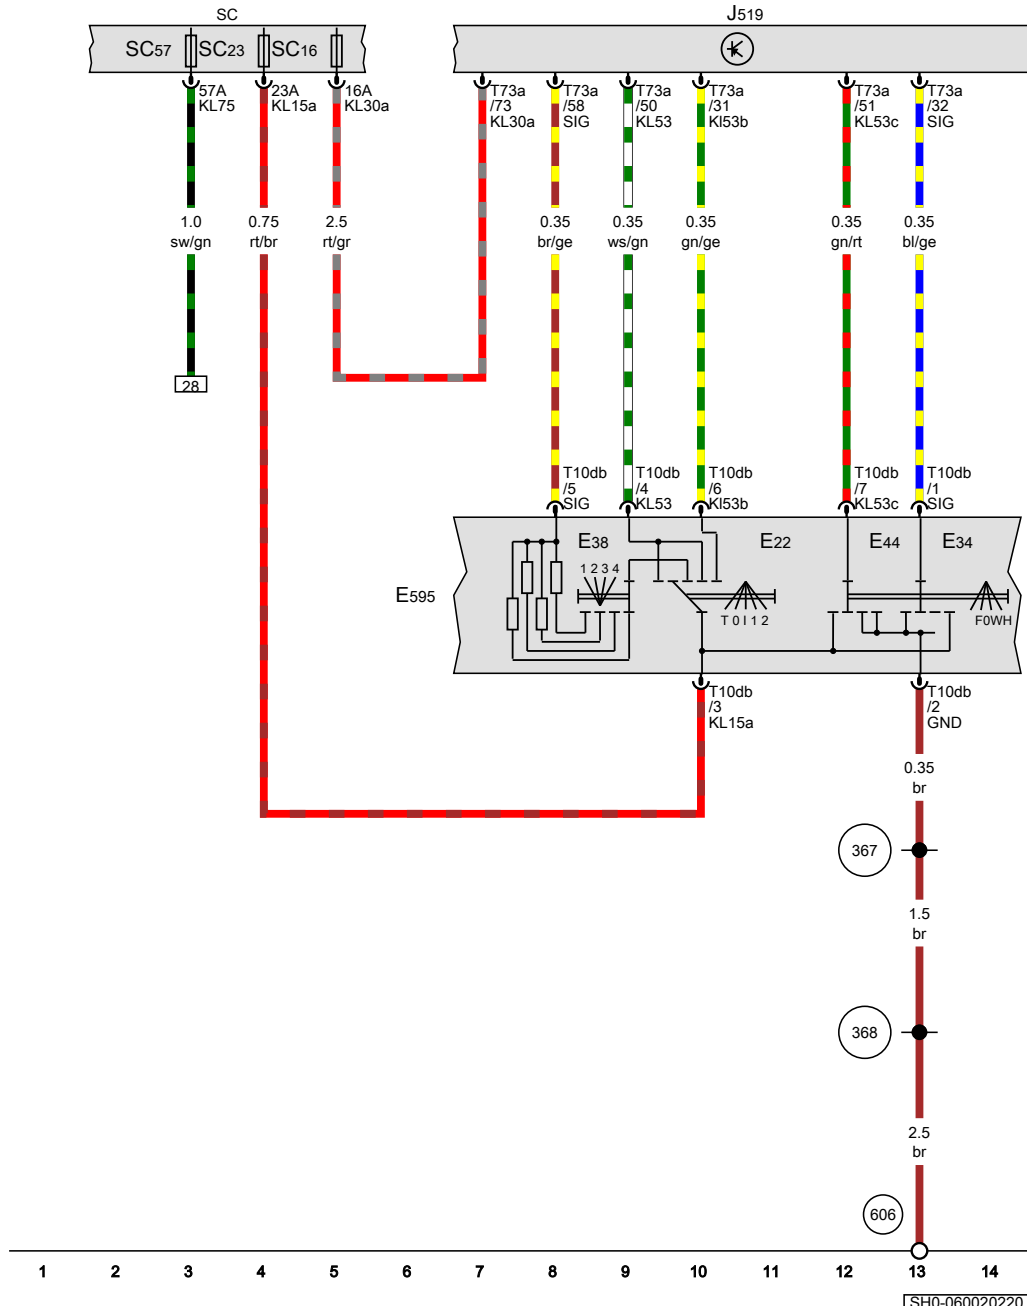 SC
J519
SC57
SC23
SC16
57A
KL75
23A
KL15a
16A
KL30a
T73a
/73
KL30a
T73a
/58
SIG
T73a
/50
KL53
T73a
/31
Kl53b
T73a
/51
KL53c
T73a
/32
SIG
1.0
sw/gn
0.75
rt/br
2.5
rt/gr
0.35
br/ge
0.35
ws/gn
0.35
gn/ge
0.35
gn/rt
0.35
bl/ge
28
T10db
/5
SIG
T10db
/4
KL53
T10db
/6
Kl53b
T10db
/7
KL53c
T10db
/1
SIG
E38
E22
E44
E34
E595
1 2 3 4
T 0 I 1 2
F0WH
T10db
/3
KL15a
T10db
/2
GND
0.35
br
367
1.5
br
368
2.5
br
606
1 2 3 4 5 6 7 8 9 10 11 12 13 14
SH0-060020220